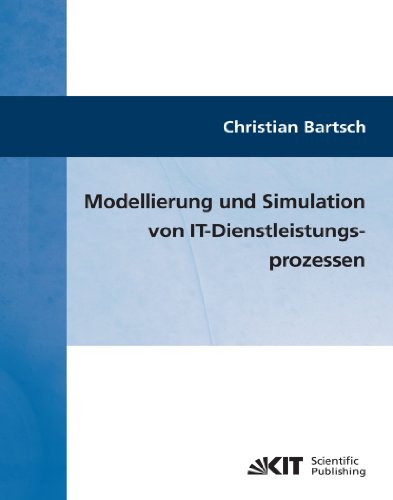 Christian Bartsch
Modellierung und Simulation
von IT-Dienstleistungs-
prozessen
KIT Scientific
Publishing